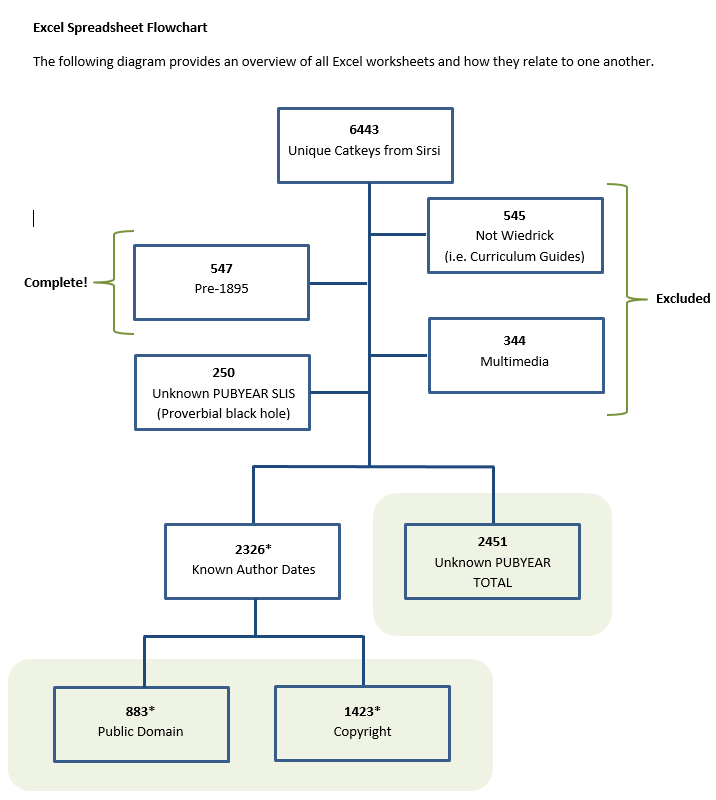 Excel Spreadsheet Flowchart
The following diagram provides an overview of all Excel worksheets and how they relate to one another.
6443
Unique Catkeys from Sirsi
545
Not Wiedrick
(i.e. Curriculum Guides)
547
Pre-1895
Complete!
Excluded
344
Multimedia
250
Unknown PUBYEAR SLIS
(Proverbial black hole)
2326*
Known Author Dates
2451
Unknown PUBYEAR
TOTAL
883*
Public Domain
1423*
Copyright